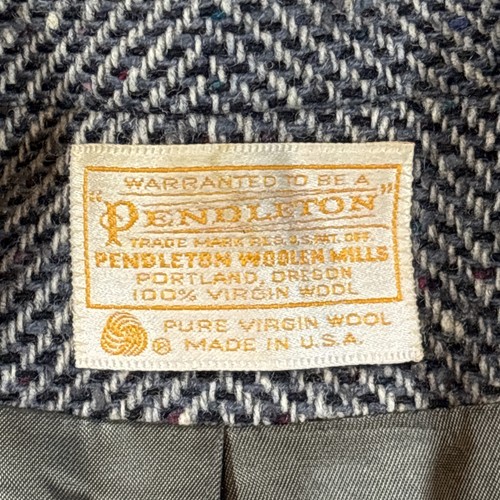 WARRANTED TO BE A
"PENDLETON"
TRADE MARK REG. U.S. PAT. OFF.
PENDLETON WOOLEN MILLS
PORTLAND, OREGON
100% VIRGIN WOOL
PURE VIRGIN WOOL
® MADE IN U.S.A.